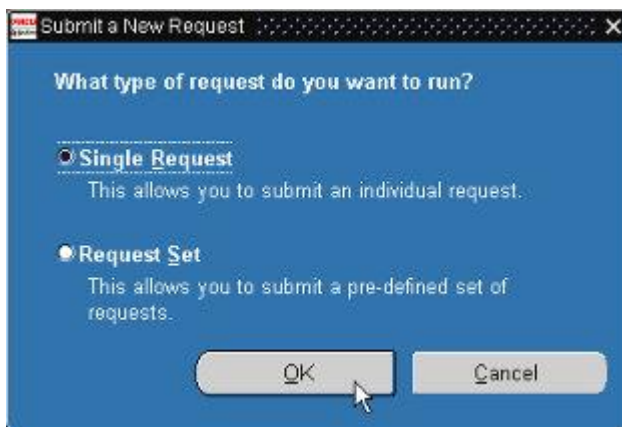 Submit a New Request
What type of request do you want to run?
Single Request
This allows you to submit an individual request.
Request Set
This allows you to submit a pre-defined set of
requests.
OK
Cancel